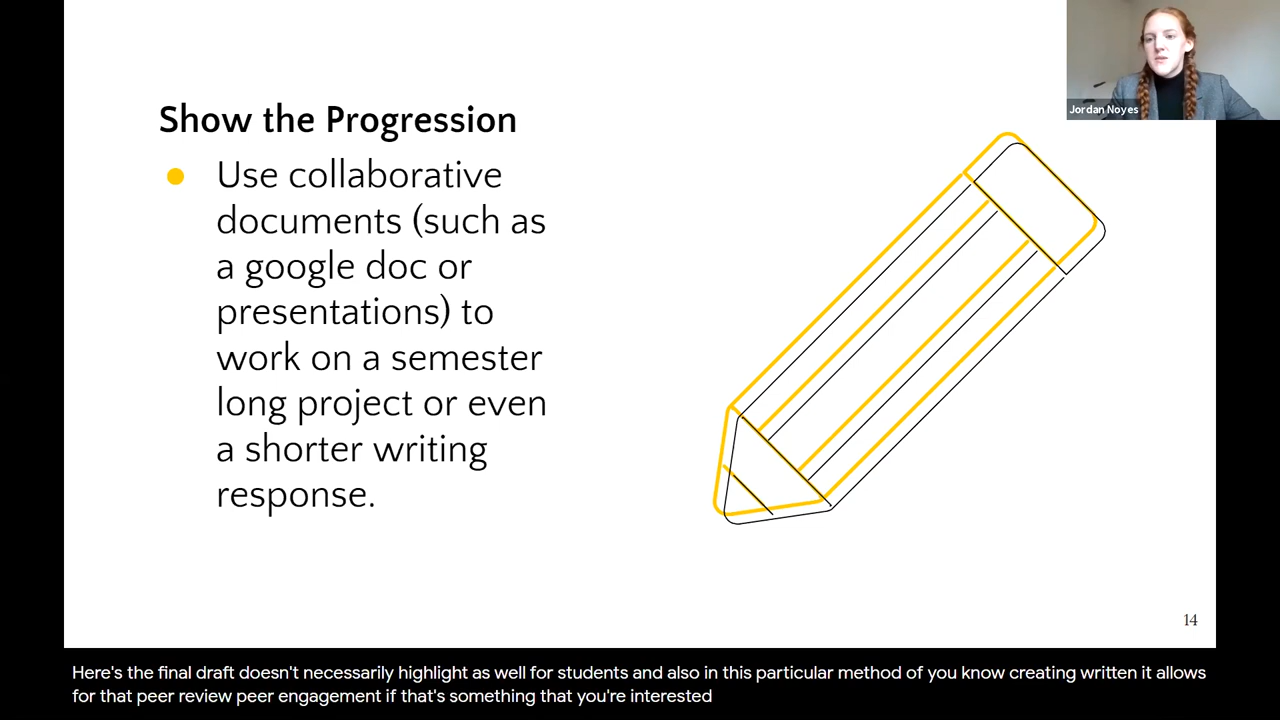 Show the Progression
Use collaborative
documents (such as
a google doc or
presentations) to
work on a semester
long project or even
a shorter writing
response.
Jordan Noyes
14
Here's the final draft doesn't necessarily highlight as well for students and also in this particular method of you know creating written it allows
for that peer review peer engagement if that's something that you're interested